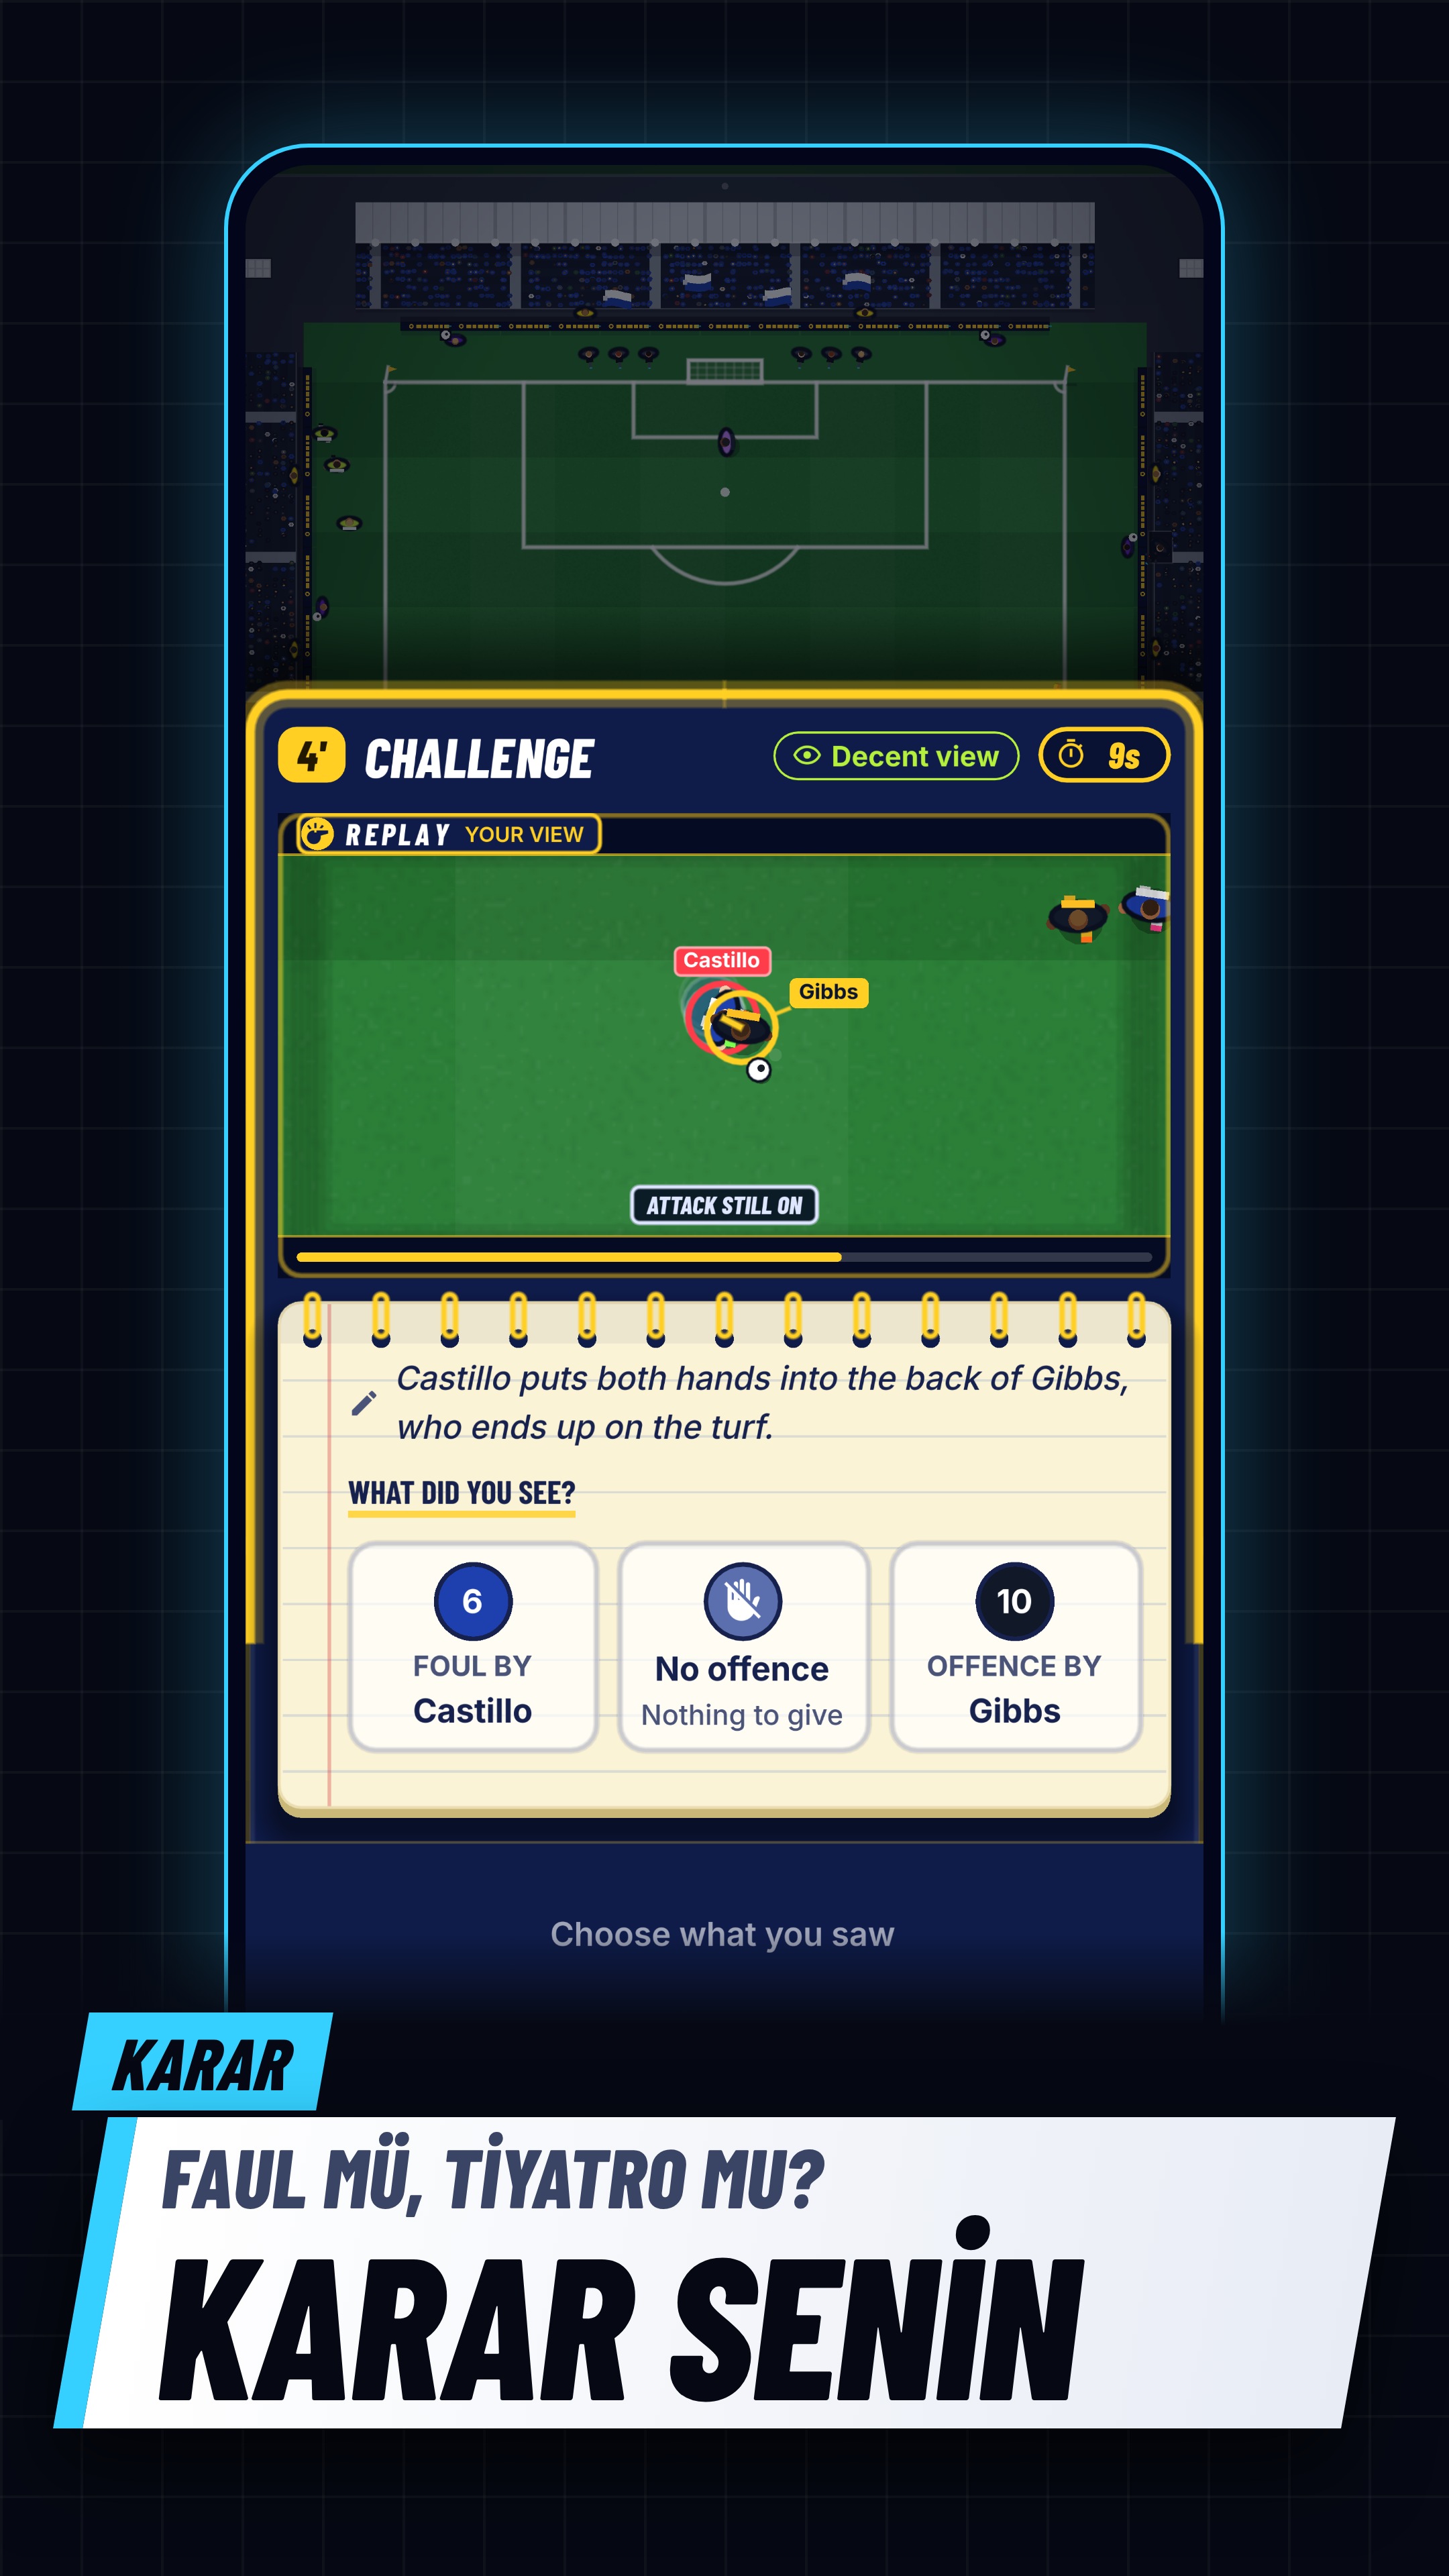 4'
CHALLENGE
Decent view
9s
REPLAY YOUR VIEW
Castillo
Gibbs
ATTACK STILL ON
Castillo puts both hands into the back of Gibbs,
who ends up on the turf.
WHAT DID YOU SEE?
6
FOUL BY
Castillo
No offence
Nothing to give
10
OFFENCE BY
Gibbs
Choose what you saw
KARAR
FAUL MÜ, TİYATRO MU?
KARAR SENİN